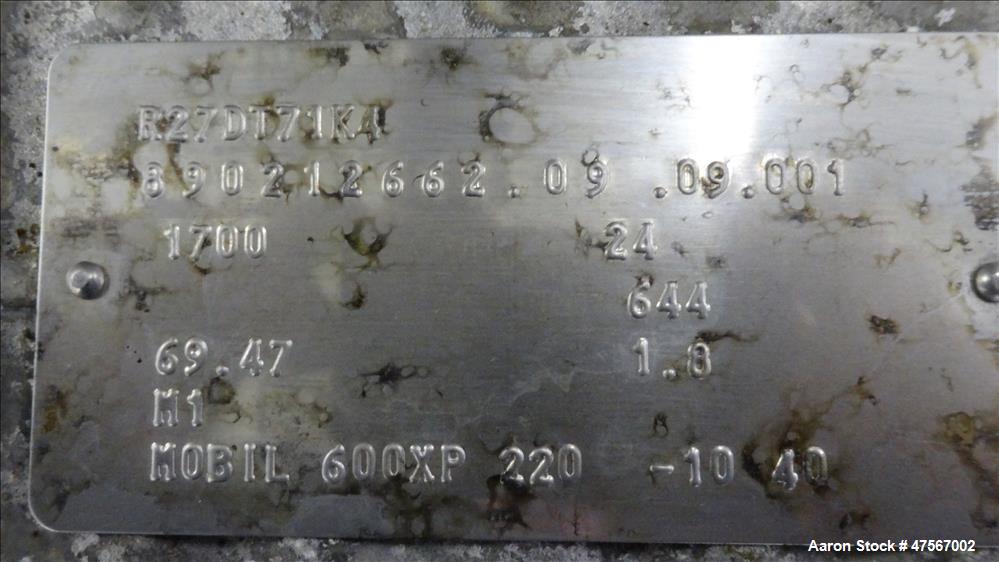 R27DT71K4
890212662.09 .09.001
1700 24
644
69.47 1.8
M1
MOBIL 600XP 220 -10 40
Aaron Stock # 47567002